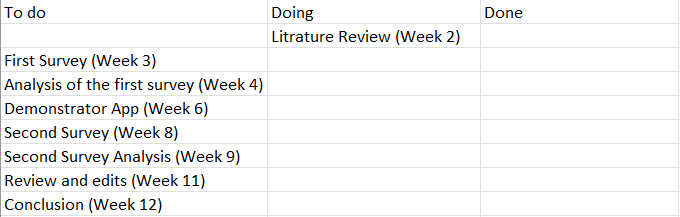 To do Doing Done
Litrature Review (Week 2)
First Survey (Week 3)
Analysis of the first survey (Week 4)
Demonstrator App (Week 6)
Second Survey (Week 8)
Second Survey Analysis (Week 9)
Review and edits (Week 11)
Conclusion (Week 12)